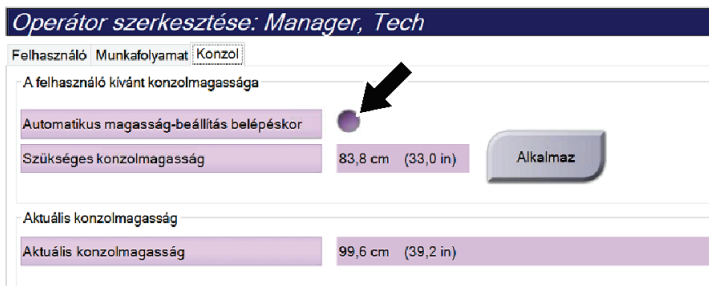 Operátor szerkesztése: Manager, Tech
Felhasználó Munkafolyamat Konzol
A felhasználó kívánt konzolmagassága
Automatikus magasság-beállítás belépéskor
Szükséges konzolmagasság 83,8 cm (33,0 in) Alkalmaz
Aktuális konzolmagasság
Aktuális konzolmagasság 99,6 cm (39,2 in)